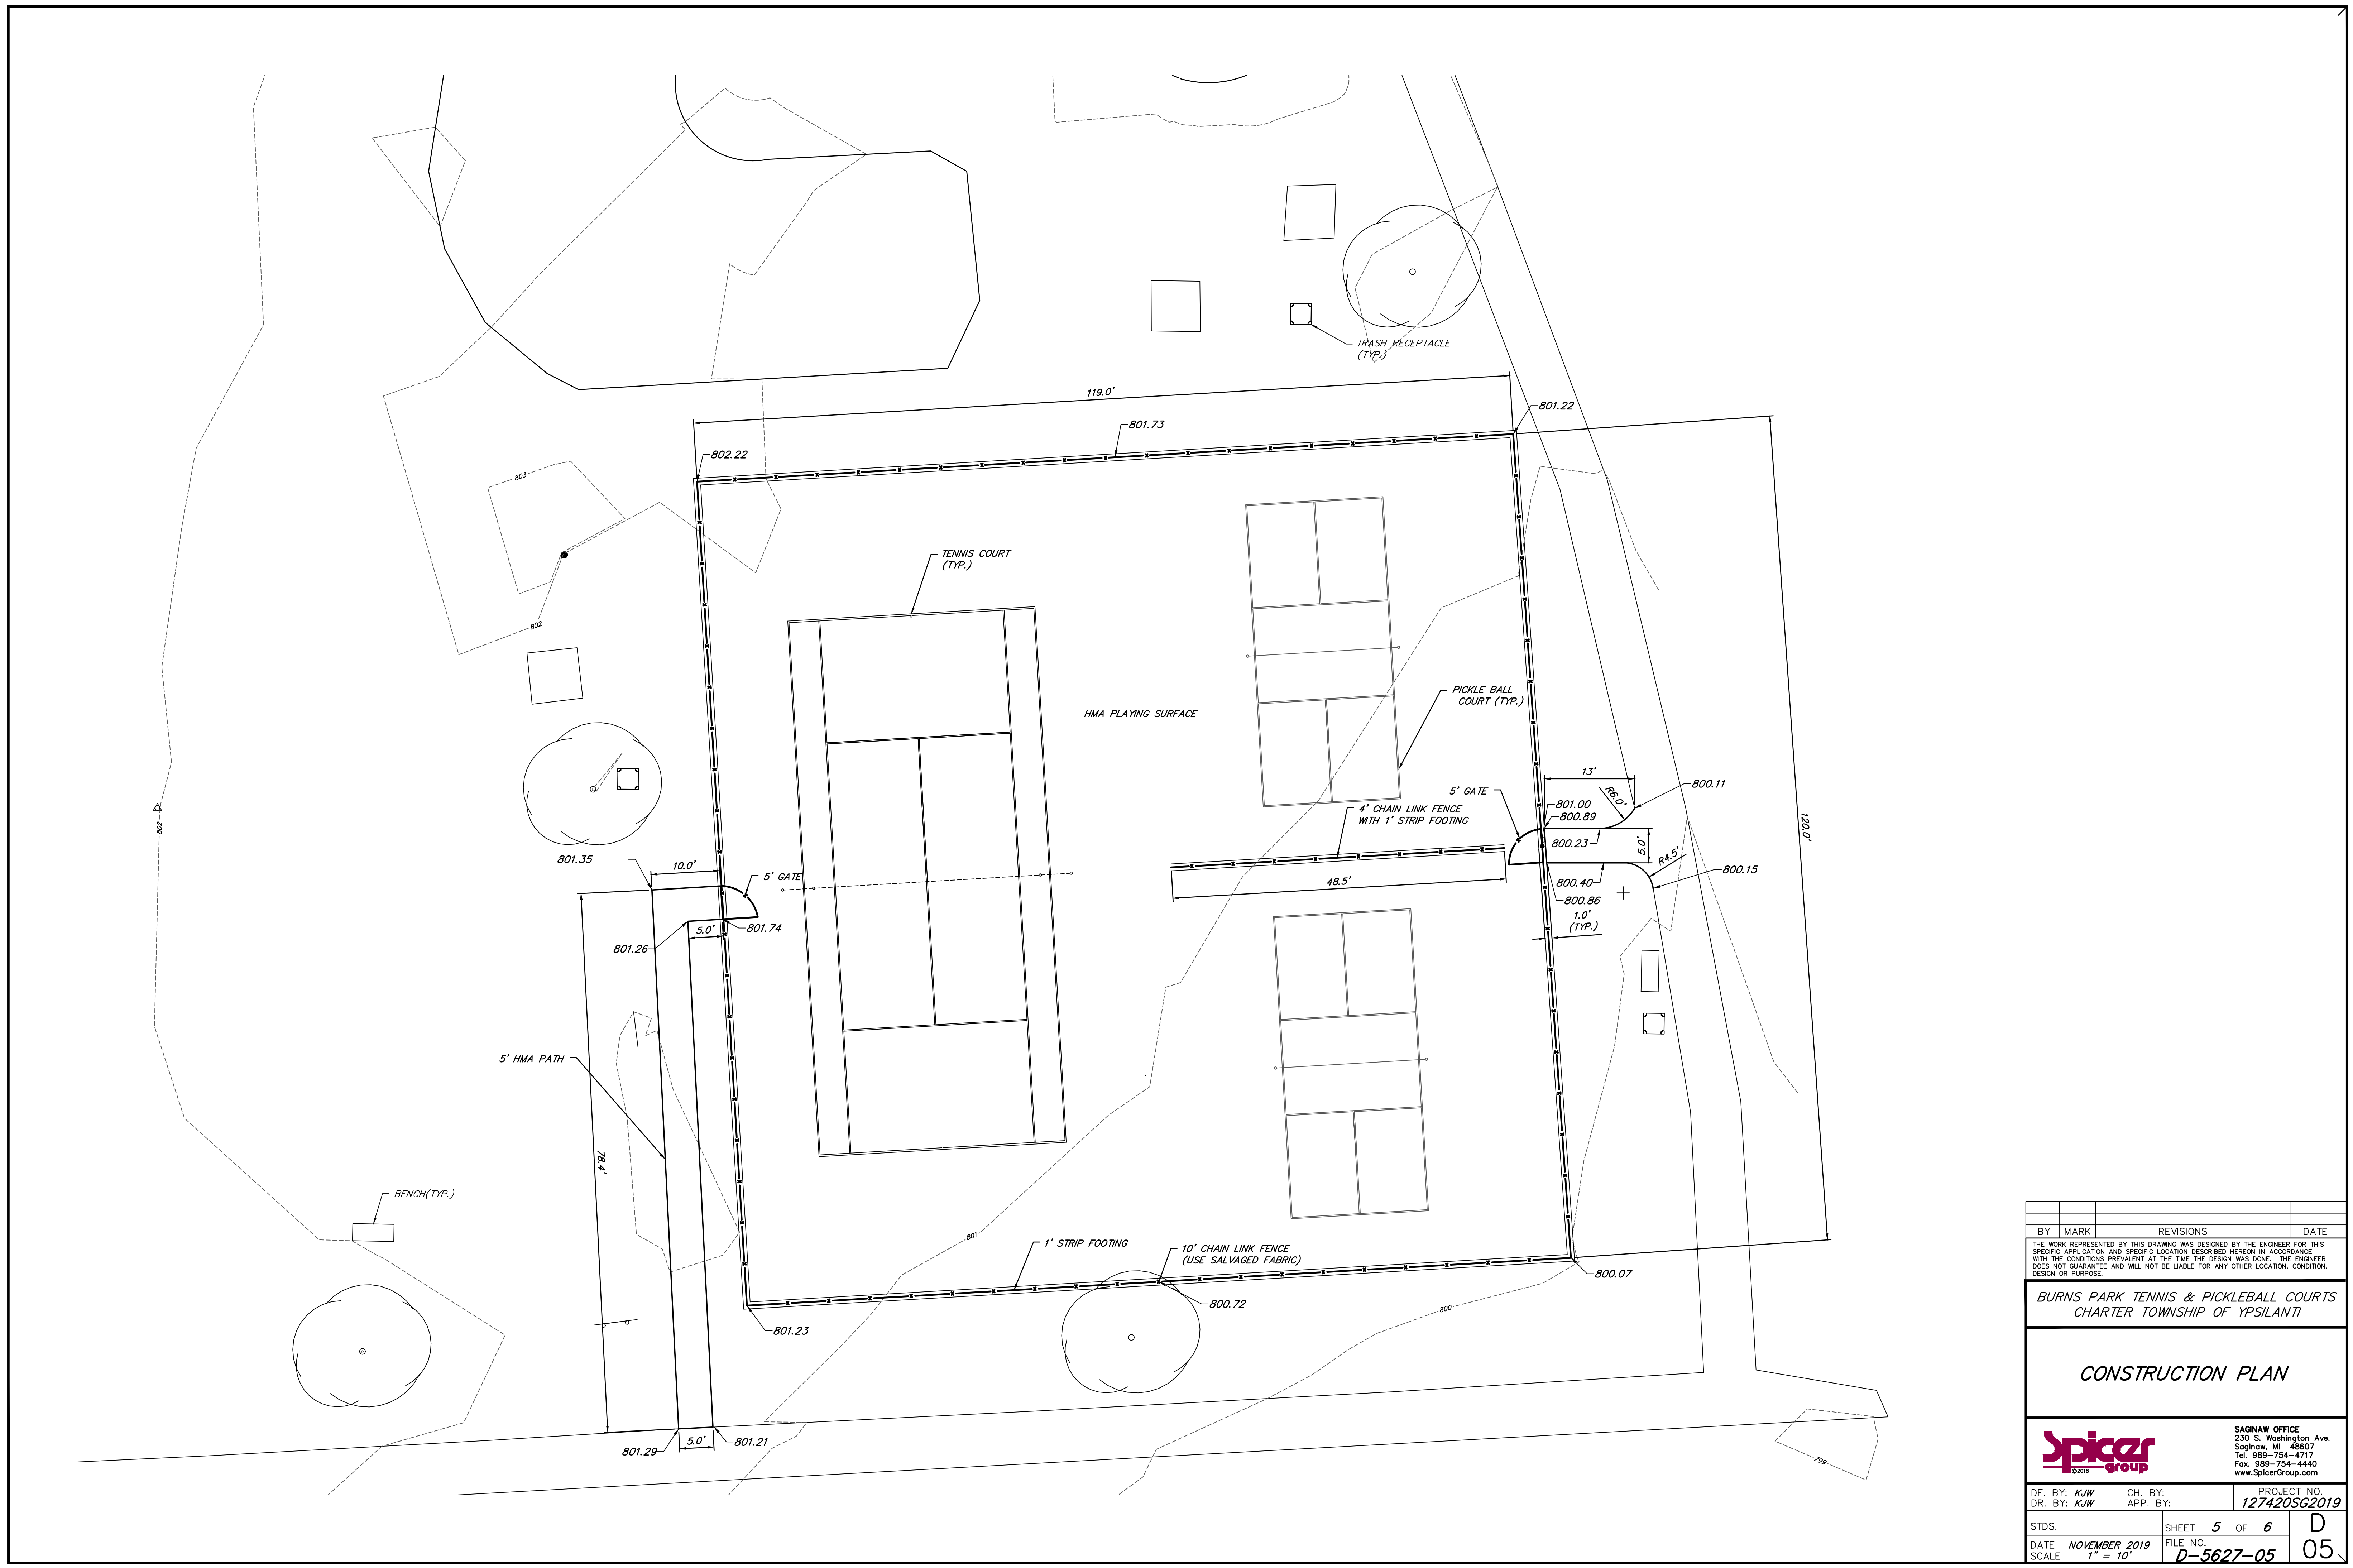 TRASH RECEPTACLE
(TYP.)
119.0'
801.22
801.73
802.22
803
TENNIS COURT
(TYP.)
802
PICKLE BALL
COURT (TYP.)
HMA PLAYING SURFACE
13'
800.11
5' GATE
R6.0'
801.00
4' CHAIN LINK FENCE
WITH 1' STRIP FOOTING
800.89
120.0'
802
800.23
5.0'
R4.5'
801.35
10.0'
5' GATE
800.15
48.5'
800.40
800.86
1.0'
(TYP.)
5.0'
801.74
801.26
5' HMA PATH
78.4'
BENCH(TYP.)
801
1' STRIP FOOTING
10' CHAIN LINK FENCE
(USE SALVAGED FABRIC)
800.07
800.72
800
801.23
801.29
5.0'
801.21
799
BY MARK REVISIONS DATE
THE WORK REPRESENTED BY THIS DRAWING WAS DESIGNED BY THE ENGINEER FOR THIS
SPECIFIC APPLICATION AND SPECIFIC LOCATION DESCRIBED HEREON IN ACCORDANCE
WITH THE CONDITIONS PREVALENT AT THE TIME THE DESIGN WAS DONE. THE ENGINEER
DOES NOT GUARANTEE AND WILL NOT BE LIABLE FOR ANY OTHER LOCATION, CONDITION,
DESIGN OR PURPOSE.
BURNS PARK TENNIS & PICKLEBALL COURTS
CHARTER TOWNSHIP OF YPSILANTI
CONSTRUCTION PLAN
Spicer
group
©2018
SAGINAW OFFICE
230 S. Washington Ave.
Saginaw, MI 48607
Tel. 989-754-4717
Fax. 989-754-4440
www.SpicerGroup.com
DE. BY: KJW CH. BY:
DR. BY: KJW APP. BY:
PROJECT NO.
127420SG2019
STDS.
SHEET 5 OF 6
D
05
DATE NOVEMBER 2019
SCALE 1" = 10'
FILE NO.
D-5627-05